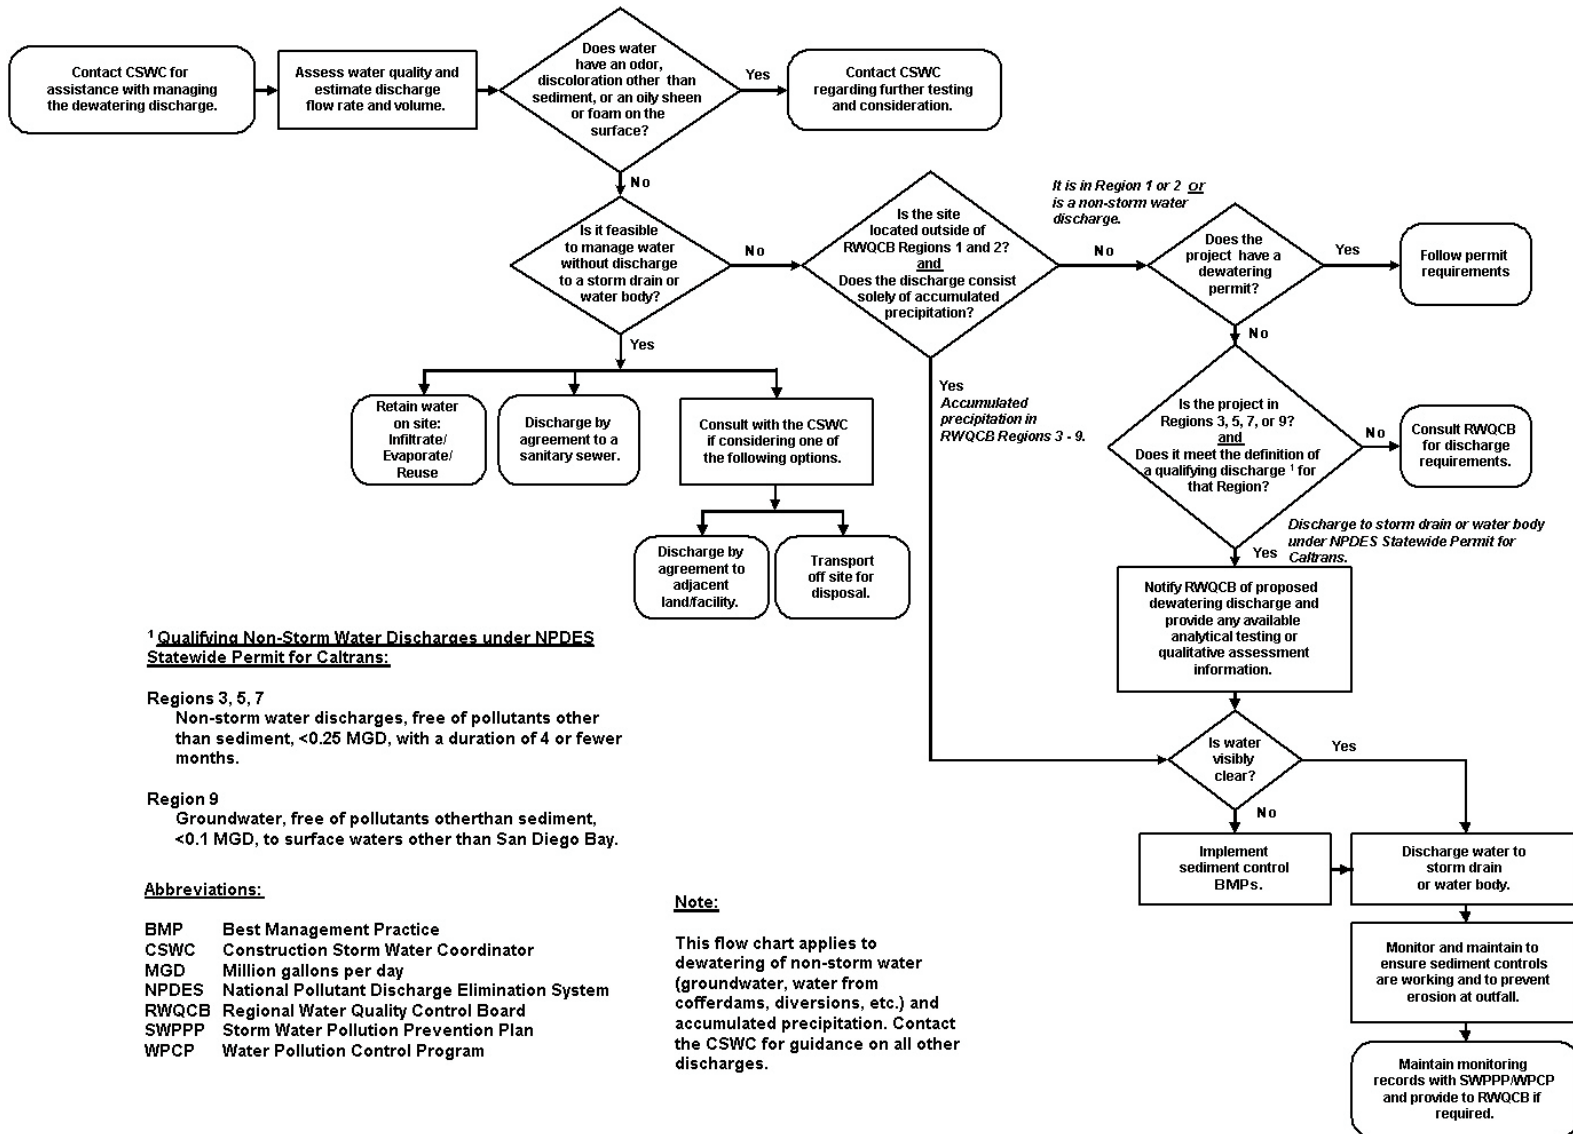 Contact CSWC for
assistance with managing
the dewatering discharge.
Assess water quality and
estimate discharge
flow rate and volume.
Does water
have an odor,
discoloration other than
sediment, or an oily sheen
or foam on the
surface?
Yes
Contact CSWC
regarding further testing
and consideration.
No
Is it feasible
to manage water
without discharge
to a storm drain or
water body?
No
Is the site
located outside of
RWQCB Regions 1 and 2?
and
Does the discharge consist
solely of accumulated
precipitation?
It is in Region 1 or 2 or
is a non-storm water
discharge.
No
Does the
project have a
dewatering
permit?
Yes
Follow permit
requirements
Yes
No
Retain water
on site:
Infiltrate/
Evaporate/
Reuse
Discharge by
agreement to a
sanitary sewer.
Consult with the CSWC
if considering one of
the following options.
Yes
Accumulated
precipitation in
RWQCB Regions 3 - 9.
Is the project in
Regions 3, 5, 7, or 9?
and
Does it meet the definition of
a qualifying discharge 1 for
that Region?
No
Consult RWQCB
for discharge
requirements.
Discharge by
agreement to
adjacent
land/facility.
Transport
off site for
disposal.
Yes
Discharge to storm drain or water body
under NPDES Statewide Permit for
Caltrans.
Notify RWQCB of proposed
dewatering discharge and
provide any available
analytical testing or
qualitative assessment
information.
1 Qualifying Non-Storm Water Discharges under NPDES
Statewide Permit for Caltrans:
Regions 3, 5, 7
Non-storm water discharges, free of pollutants other
than sediment, <0.25 MGD, with a duration of 4 or fewer
months.
Region 9
Groundwater, free of pollutants otherthan sediment,
<0.1 MGD, to surface waters other than San Diego Bay.
Is water
visibly
clear?
Yes
No
Implement
sediment control
BMPs.
Discharge water to
storm drain
or water body.
Monitor and maintain to
ensure sediment controls
are working and to prevent
erosion at outfall.
Maintain monitoring
records with SWPPP/WPCP
and provide to RWQCB if
required.
Abbreviations:
BMP Best Management Practice
CSWC Construction Storm Water Coordinator
MGD Million gallons per day
NPDES National Pollutant Discharge Elimination System
RWQCB Regional Water Quality Control Board
SWPPP Storm Water Pollution Prevention Plan
WPCP Water Pollution Control Program
Note:
This flow chart applies to
dewatering of non-storm water
(groundwater, water from
cofferdams, diversions, etc.) and
accumulated precipitation. Contact
the CSWC for guidance on all other
discharges.